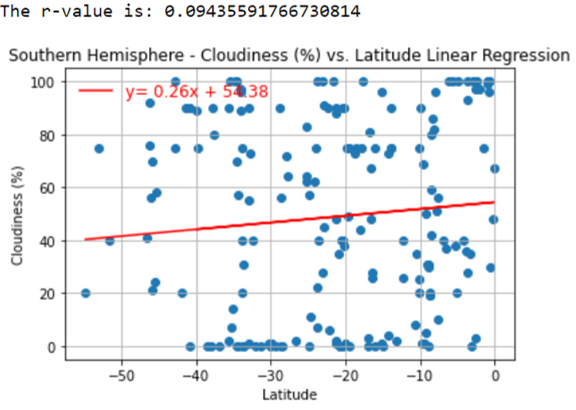 The r-value is: 0.09435591766730814
Southern Hemisphere - Cloudiness (%) vs. Latitude Linear Regression
y= 0.26x + 54.38
100
80
60
40
20
0
Cloudiness (%)
−50
−40
−30
−20
−10
0
Latitude